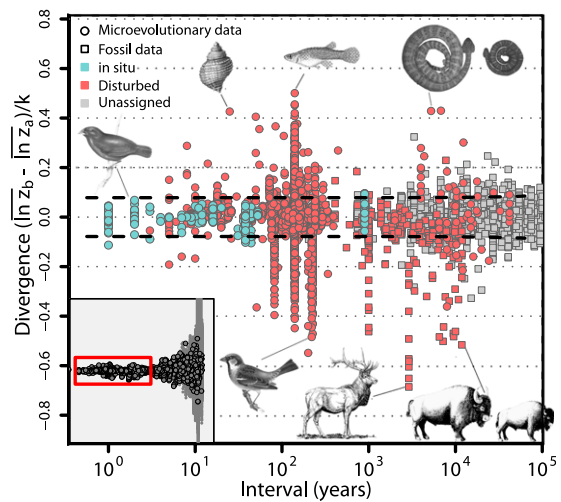 Microevolutionary data
Fossil data
in situ
Disturbed
Unassigned
Divergence (ln z_b - ln z_a)/k
0.8
0.6
0.4
0.2
0.0
−0.2
−0.4
−0.6
−0.8
10^0 10^1 10^2 10^3 10^4 10^5
Interval (years)